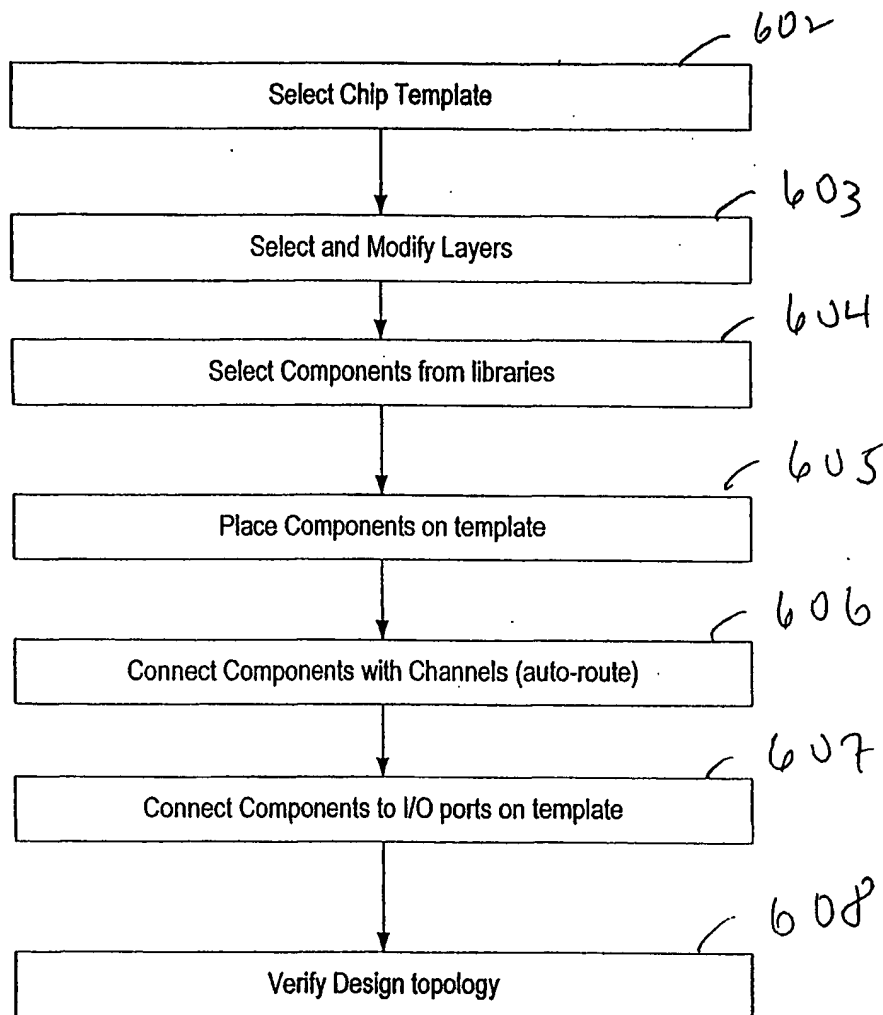 602
Select Chip Template
603
Select and Modify Layers
604
Select Components from libraries
605
Place Components on template
606
Connect Components with Channels (auto-route)
607
Connect Components to I/O ports on template
608
Verify Design topology